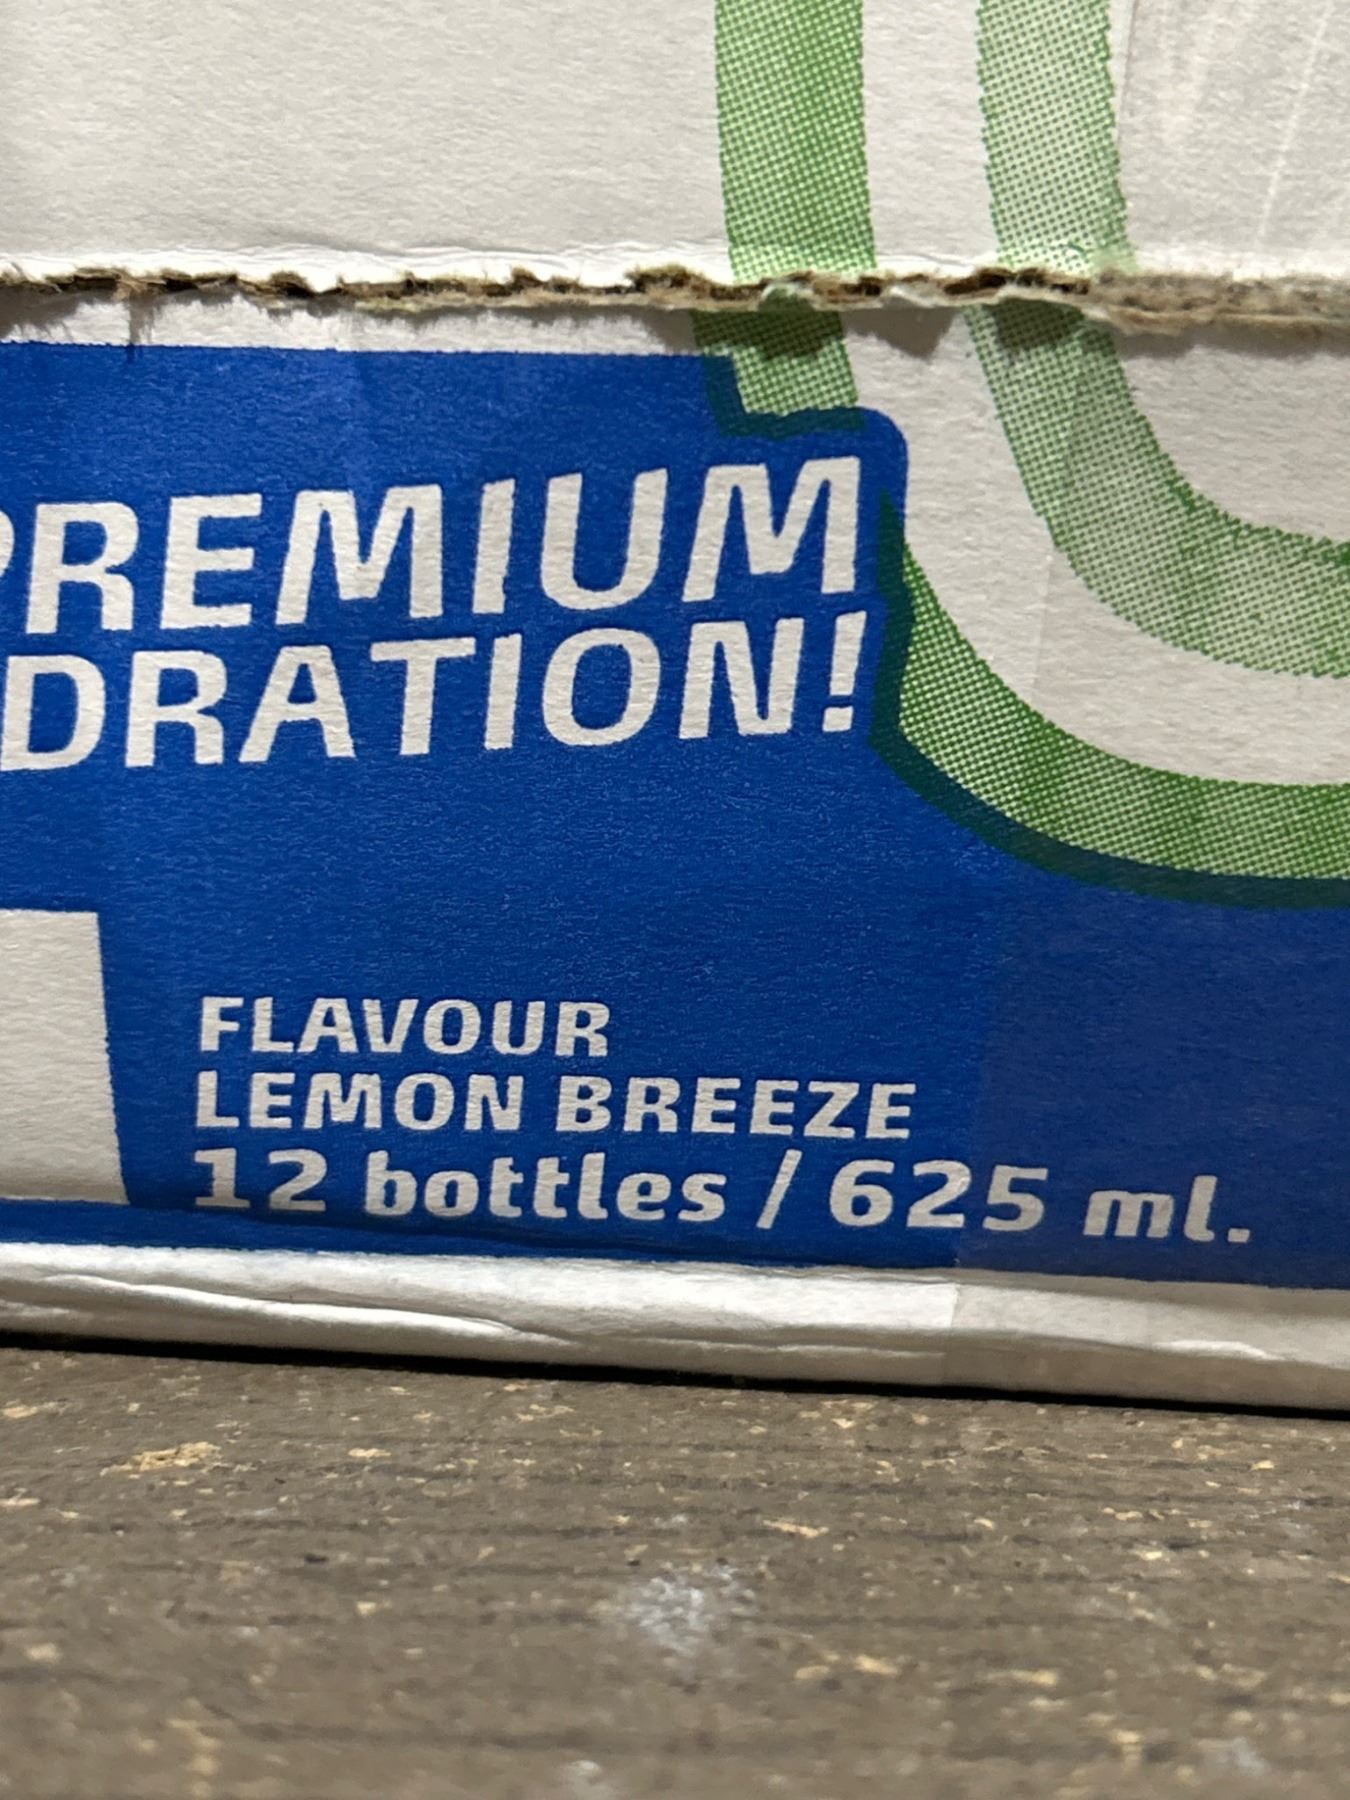 PREMIUM
DRATION!
FLAVOUR
LEMON BREEZE
12 bottles / 625 ml.